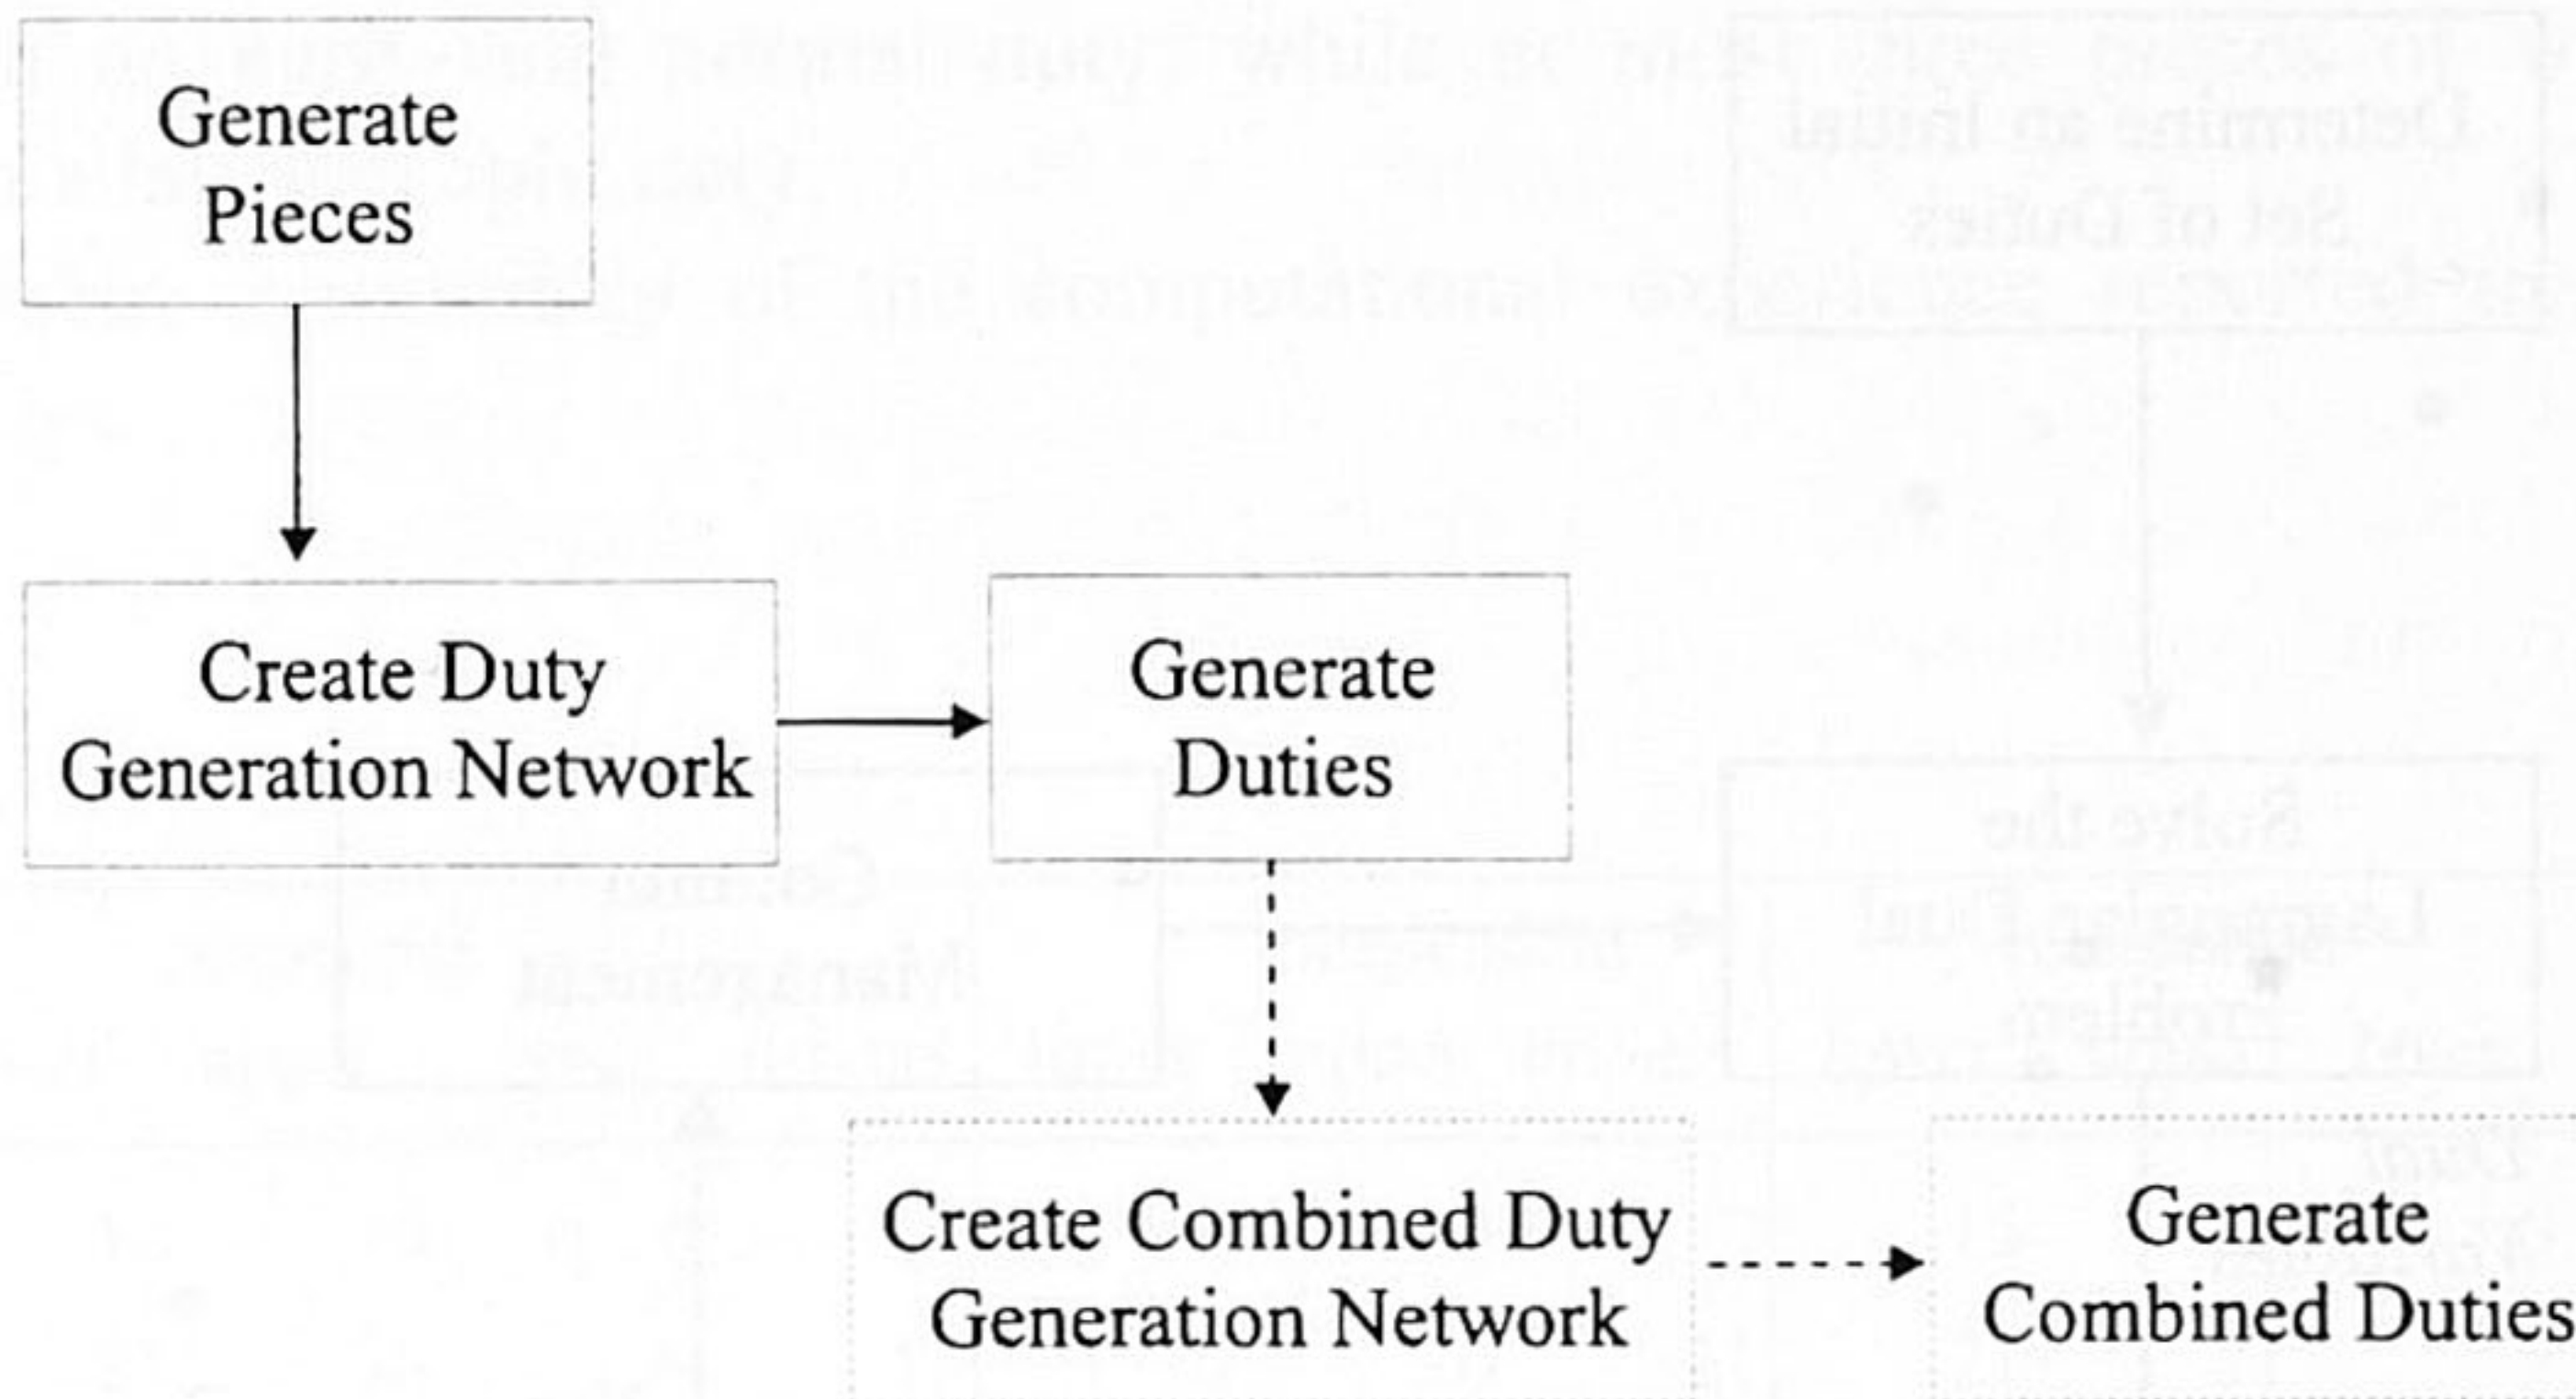 Generate
Pieces
Create Duty
Generation Network
Generate
Duties
Create Combined Duty
Generation Network
Generate
Combined Duties